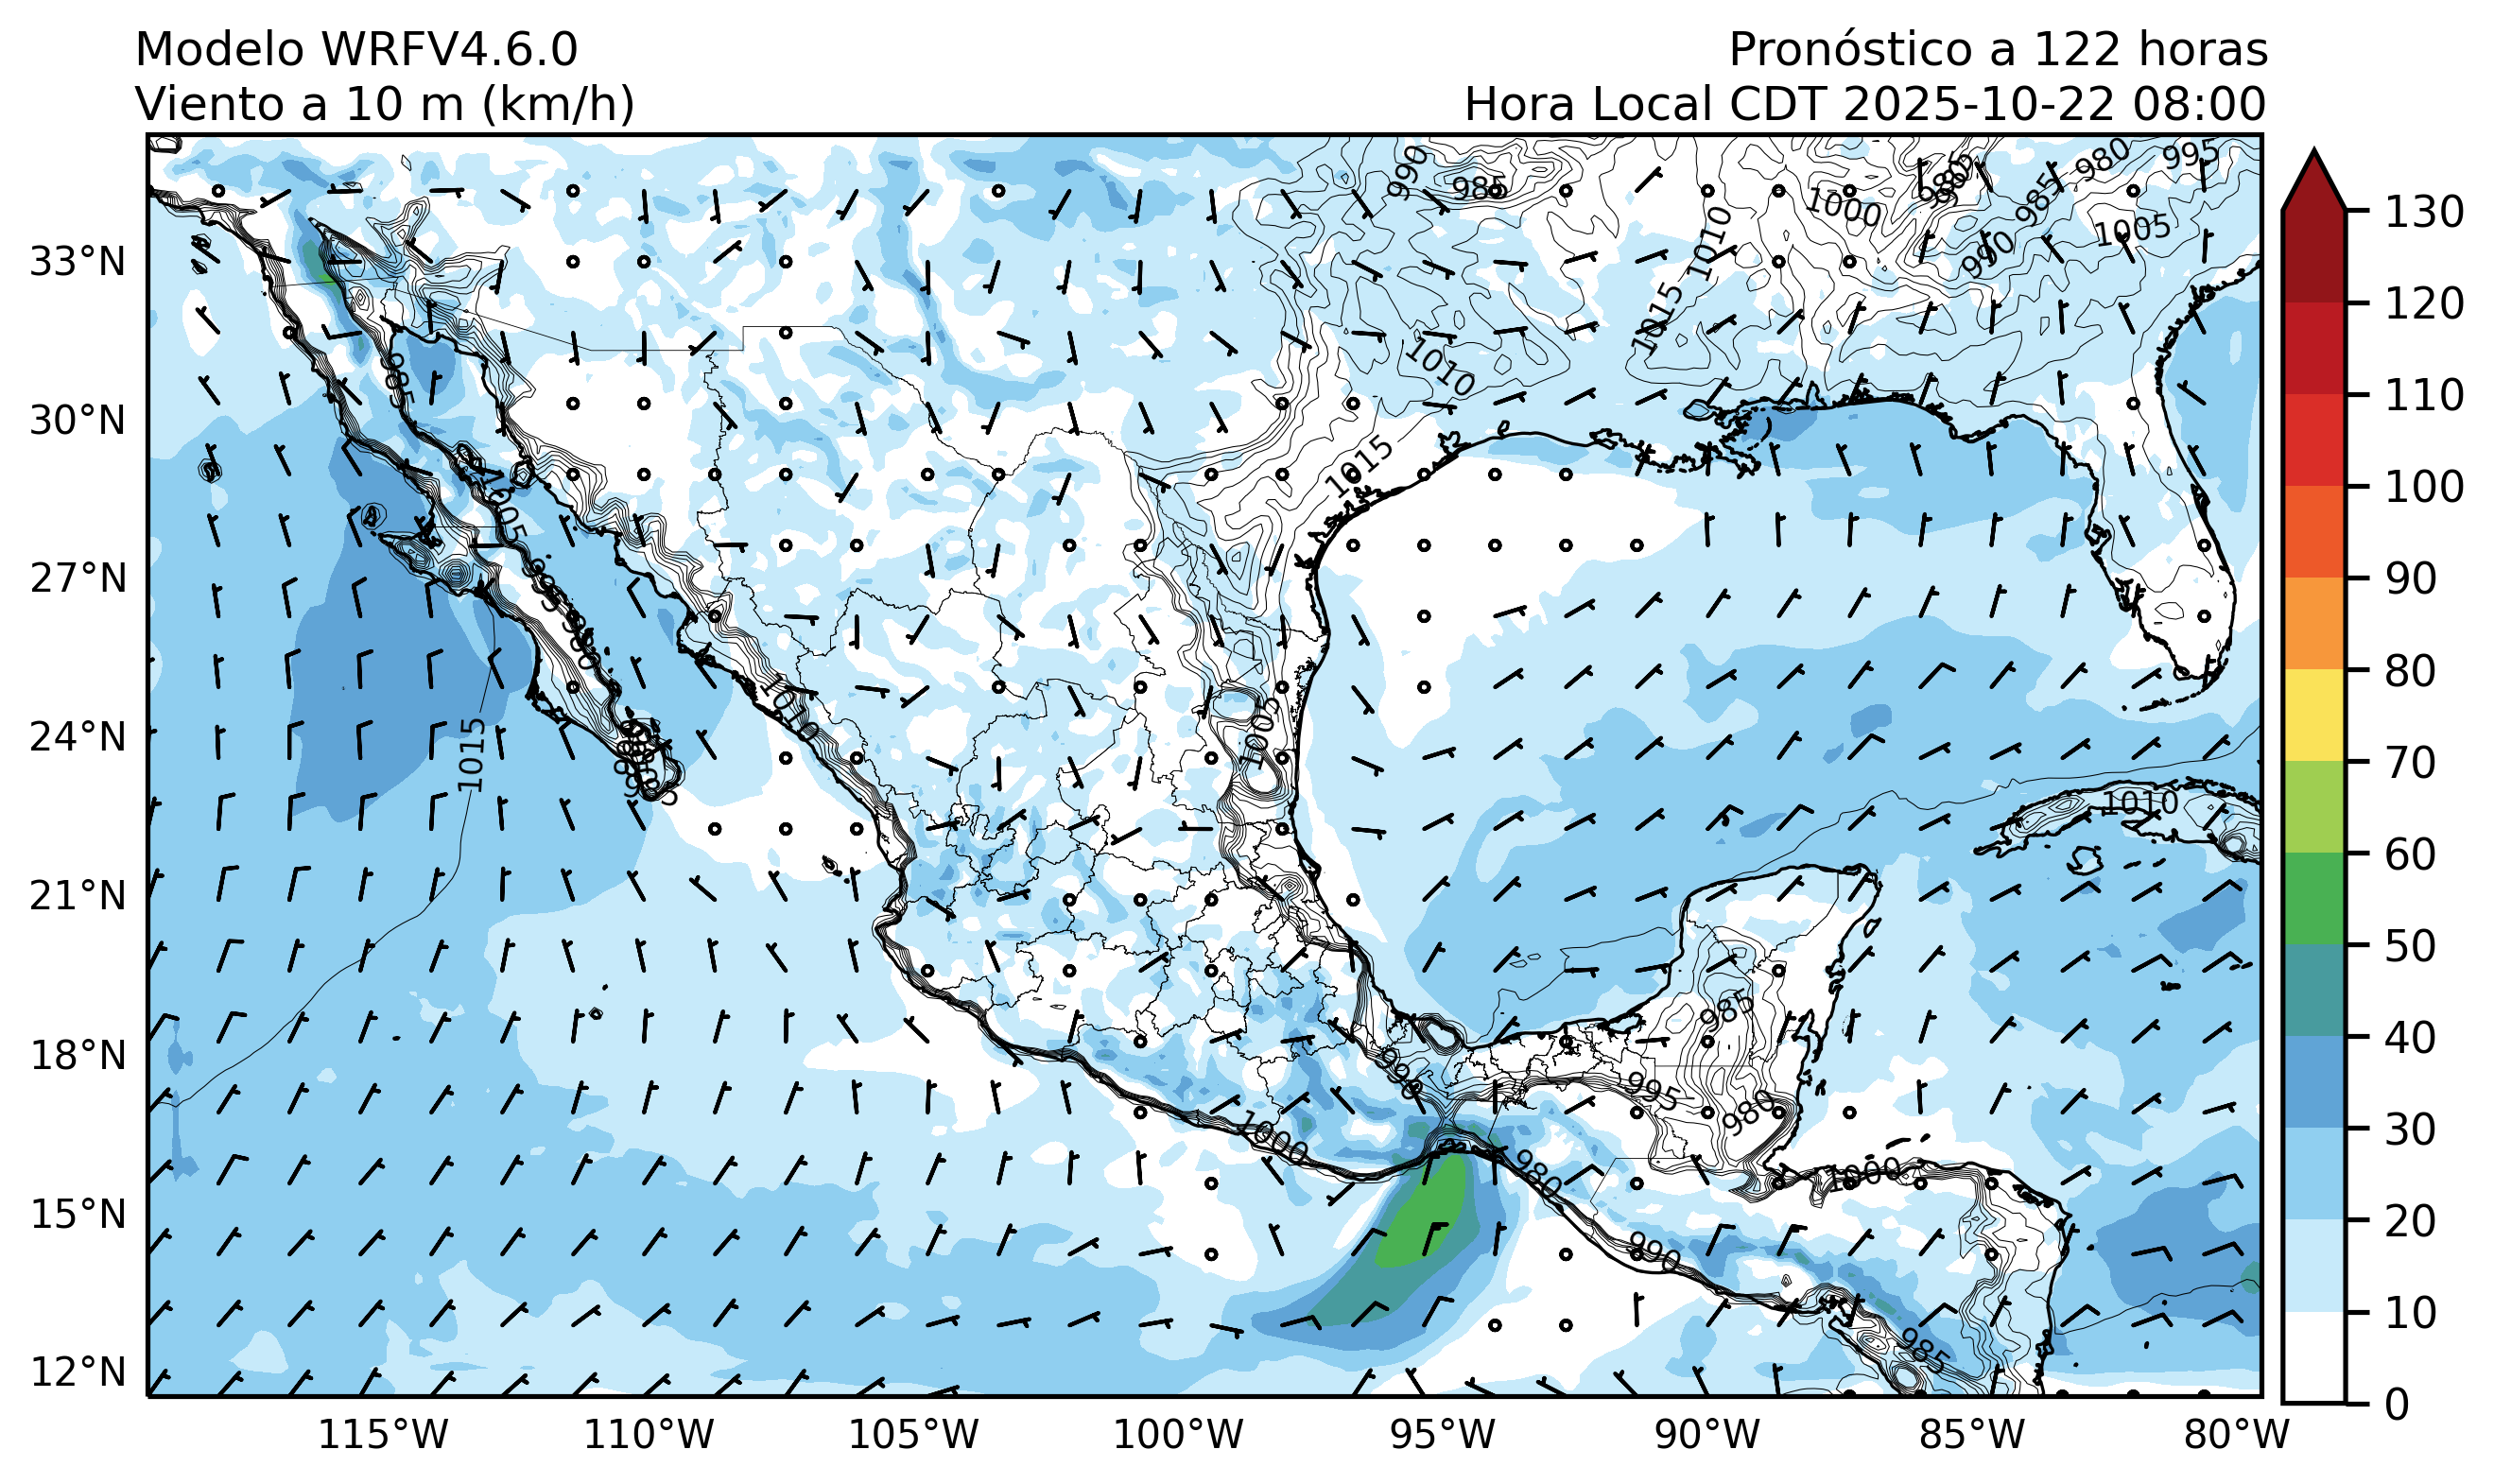 Modelo WRFV4.6.0
Pronóstico a 122 horas
Viento a 10 m (km/h)
Hora Local CDT 2025-10-22 08:00
33°N
30°N
27°N
24°N
21°N
18°N
15°N
12°N
115°W
110°W
105°W
100°W
95°W
90°W
85°W
80°W
130
120
110
100
90
80
70
60
50
40
30
20
10
0
990
985
1000
1010
1015
1010
1015
985
980
985
990
995
1005
985
1005
995
990
1015
1010
1005
1010
985
990
995
980
1000
980
1000
990
985